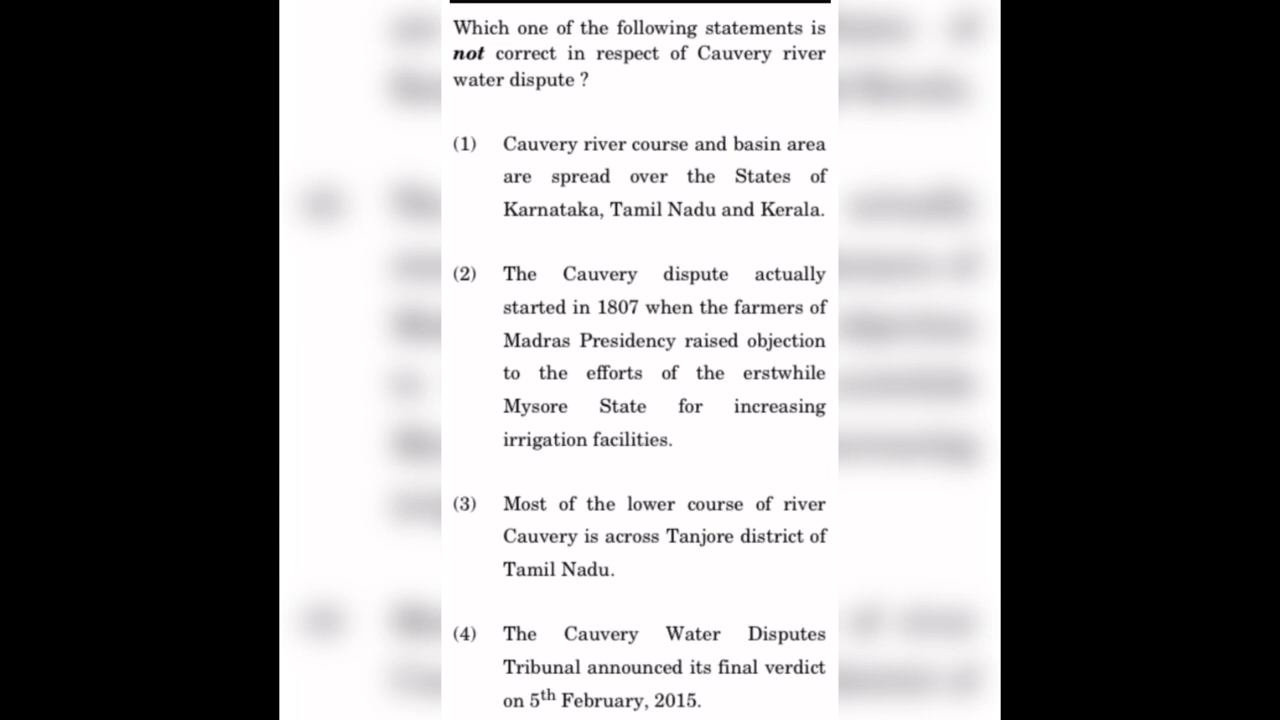 Which one of the following statements is
not correct in respect of Cauvery river
water dispute ?
(1) Cauvery river course and basin area
are spread over the States of
Karnataka, Tamil Nadu and Kerala.
(2) The Cauvery dispute actually
started in 1807 when the farmers of
Madras Presidency raised objection
to the efforts of the erstwhile
Mysore State for increasing
irrigation facilities.
(3) Most of the lower course of river
Cauvery is across Tanjore district of
Tamil Nadu.
(4) The Cauvery Water Disputes
Tribunal announced its final verdict
on 5th February, 2015.